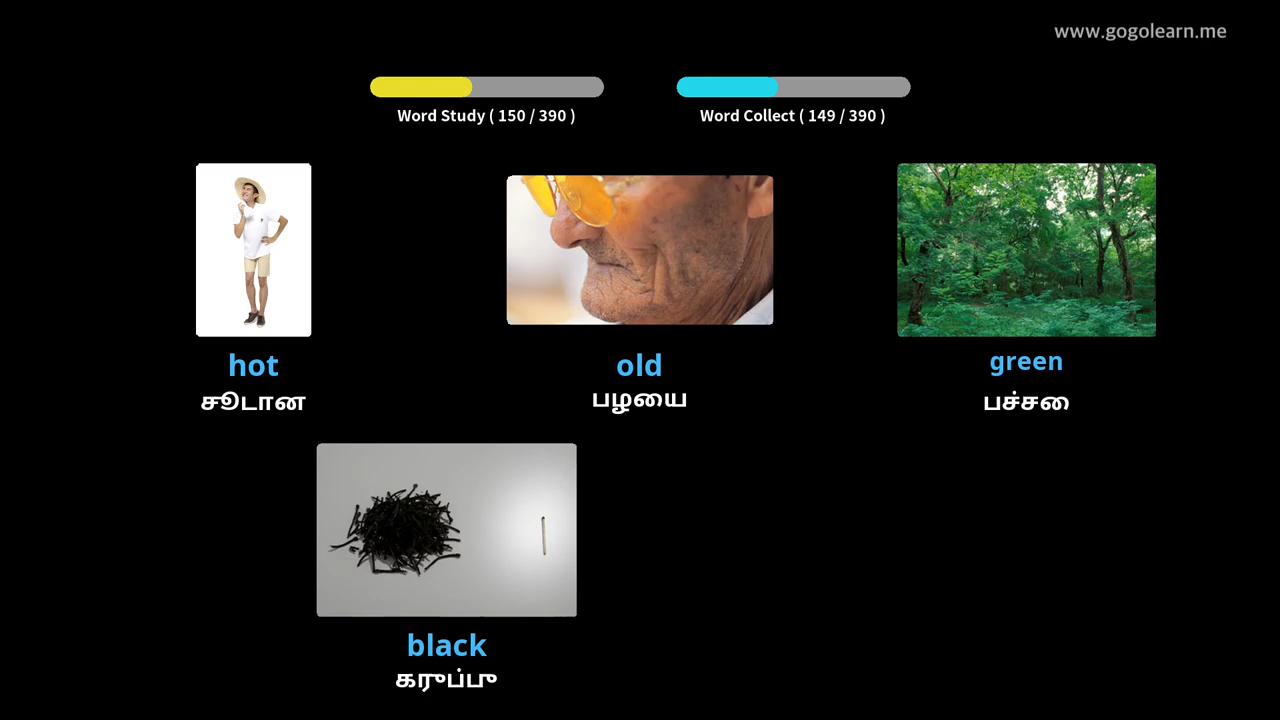 www.gogolearn.me
Word Study ( 150 / 390 )
Word Collect ( 149 / 390 )
hot
சூடான
old
பழைய
green
பச்சை
black
கருப்பு